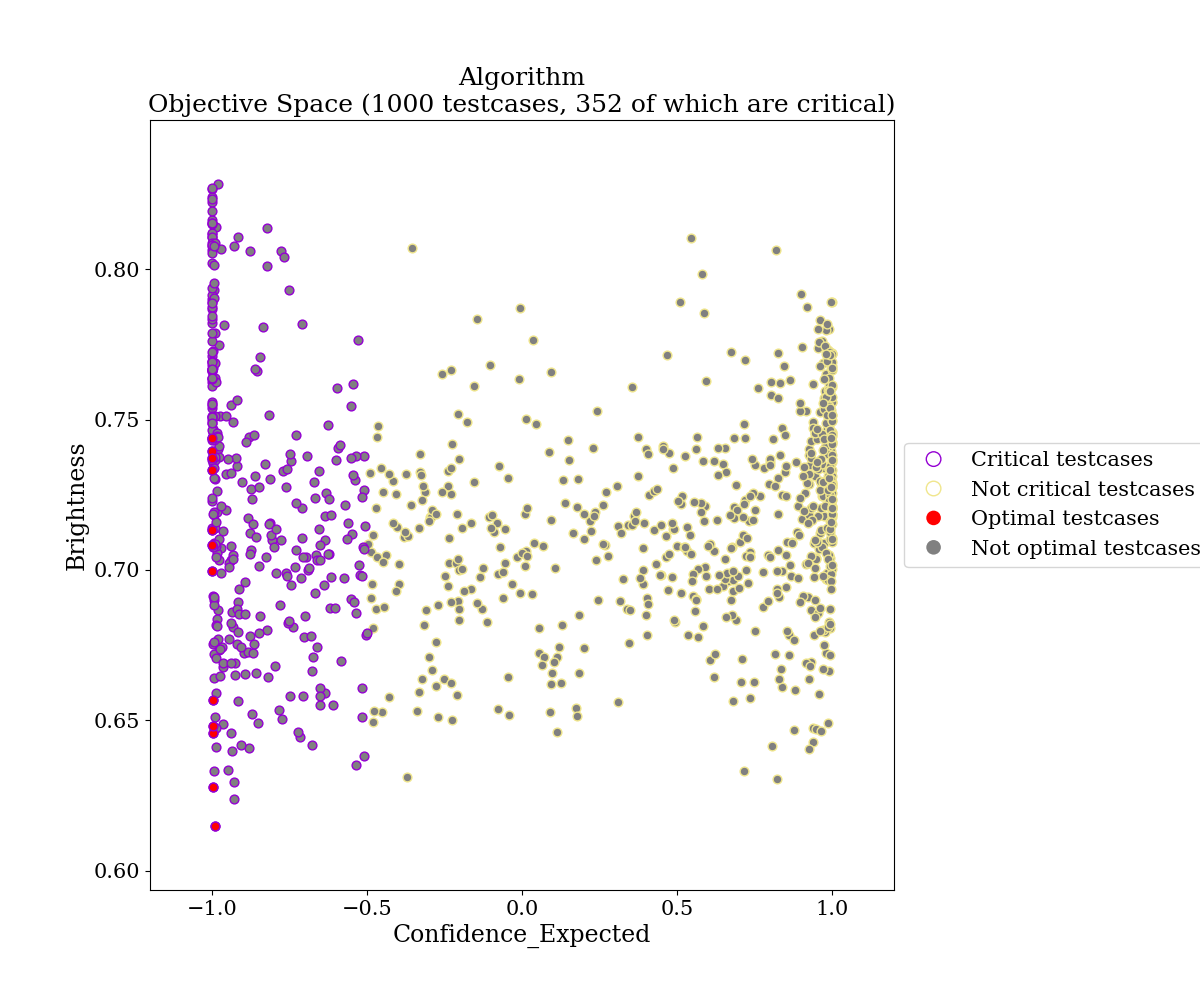 Algorithm
Objective Space (1000 testcases, 352 of which are critical)
0.80
0.75
0.70
0.65
0.60
Brightness
−1.0
−0.5
0.0
0.5
1.0
Confidence_Expected
Critical testcases
Not critical testcases
Optimal testcases
Not optimal testcases